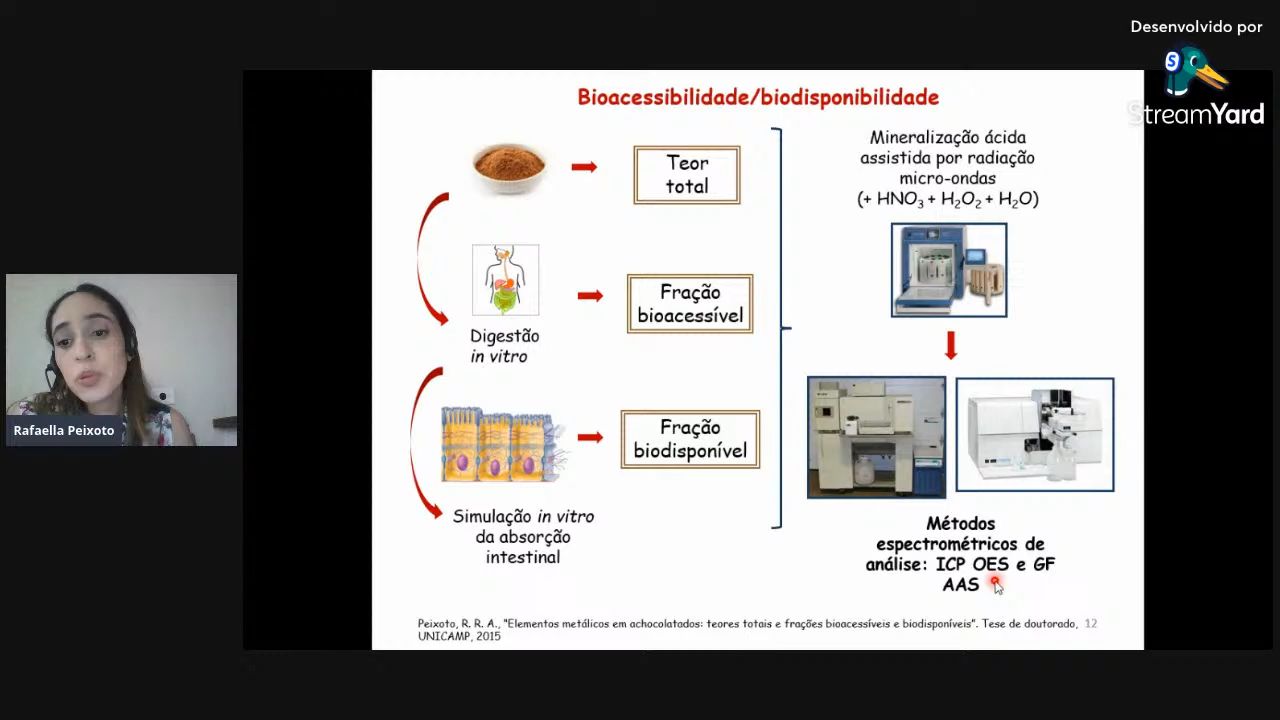 Desenvolvido por
StreamYard
Bioacessibilidade/biodisponibilidade
Teor
total
Fração
bioacessível
Digestão
in vitro
Fração
biodisponível
Simulação in vitro
da absorção
intestinal
Mineralização ácida
assistida por radiação
micro-ondas
(+ HNO₃ + H₂O₂ + H₂O)
Métodos
espectrométricos de
análise: ICP OES e GF
AAS
Peixoto, R. R. A., "Elementos metálicos em achocolatados: teores totais e frações bioacessíveis e biodisponíveis". Tese de doutorado,
UNICAMP, 2015
12
Rafaella Peixoto